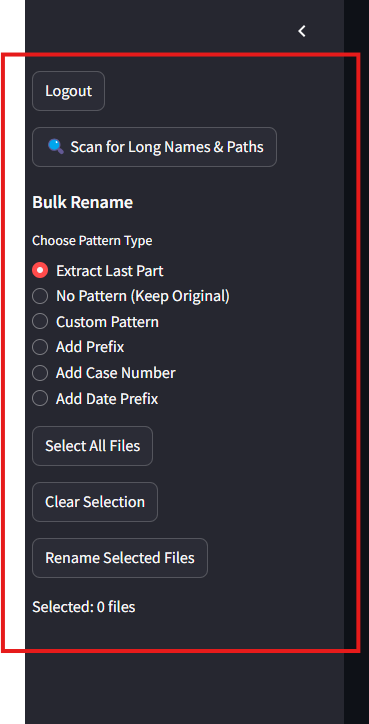 Logout
🔍 Scan for Long Names & Paths
Bulk Rename
Choose Pattern Type
Extract Last Part
No Pattern (Keep Original)
Custom Pattern
Add Prefix
Add Case Number
Add Date Prefix
Select All Files
Clear Selection
Rename Selected Files
Selected: 0 files